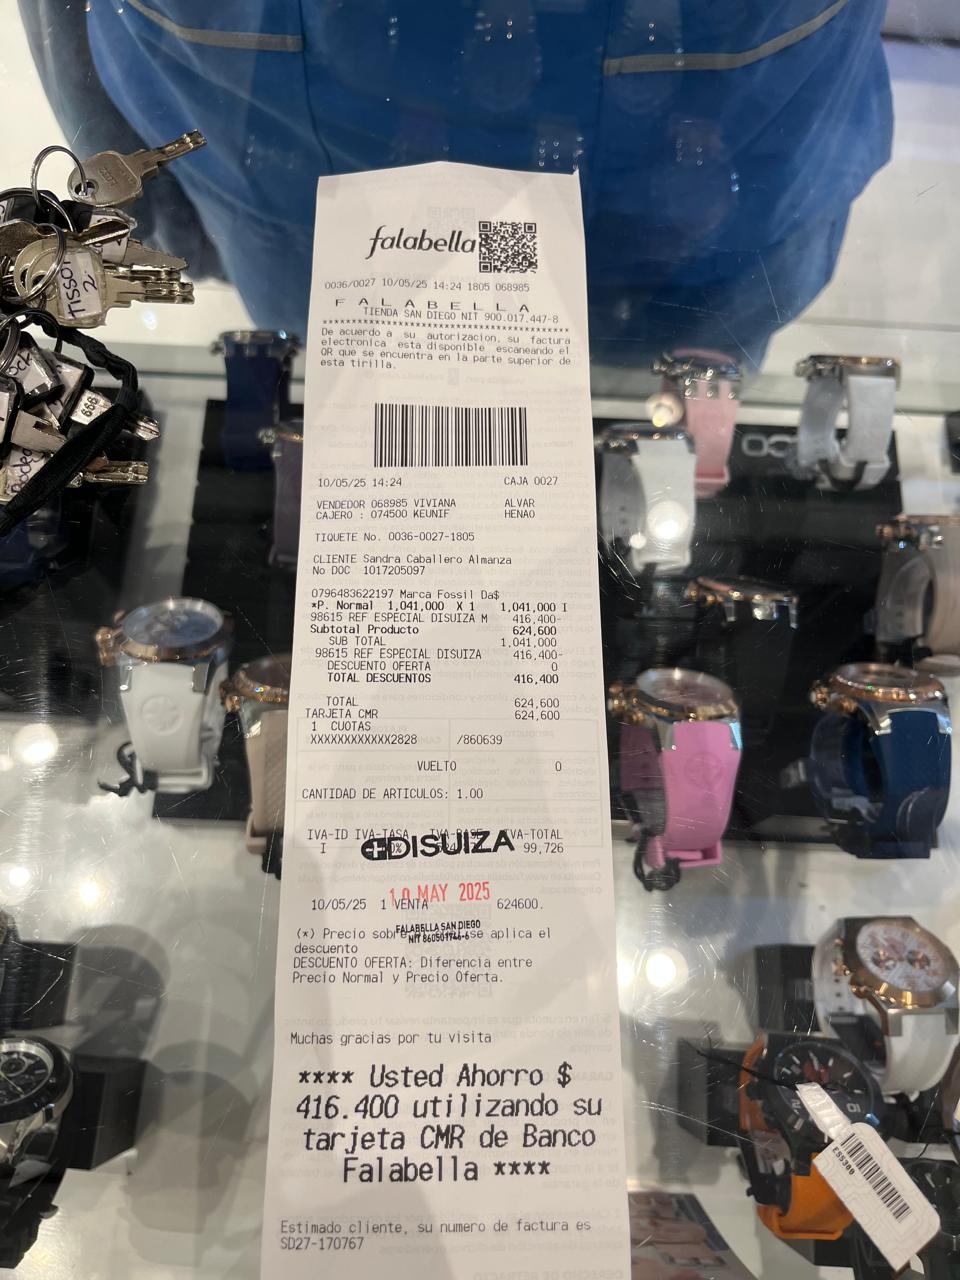 falabella
0036/0027 10/05/25 14:24 1805 068985
F A L A B E L L A
TIENDA SAN DIEGO NIT 900.017.447-8
****************************************
De acuerdo a su autorizacion, su factura
electronica esta disponible escaneando el
QR que se encuentra en la parte superior de
esta tirilla.
10/05/25 14:24 CAJA 0027
VENDEDOR 068985 VIVIANA ALVAR
CAJERO : 074500 KEUNIF HENAO
TIQUETE No. 0036-0027-1805
CLIENTE Sandra Caballero Almanza
No DOC 1017205097
0796483622197 Marca Fossil Da$
*P. Normal 1,041,000 X 1 1,041,000 I
98615 REF ESPECIAL DISUIZA M 416,400-
Subtotal Producto 624,600
SUB TOTAL 1,041,000
98615 REF ESPECIAL DISUIZA 416,400-
DESCUENTO OFERTA 0
TOTAL DESCUENTOS 416,400
TOTAL 624,600
TARJETA CMR 624,600
1 CUOTAS
XXXXXXXXXXXX2828 /860639
VUELTO 0
CANTIDAD DE ARTICULOS: 1.00
IVA-ID IVA-TASA IVA-BASE IVA-TOTAL
I 99,726
DISUIZA
10 MAY 2025
10/05/25 1 VENTA 624600.
FALABELLA SAN DIEGO
(*) Precio se aplica el
descuento
DESCUENTO OFERTA: Diferencia entre
Precio Normal y Precio Oferta.
Muchas gracias por tu visita
**** Usted Ahorro $
416.400 utilizando su
tarjeta CMR de Banco
Falabella ****
Estimado cliente, su numero de factura es
SD27-170767
TISSOT
2.
666
ES5300